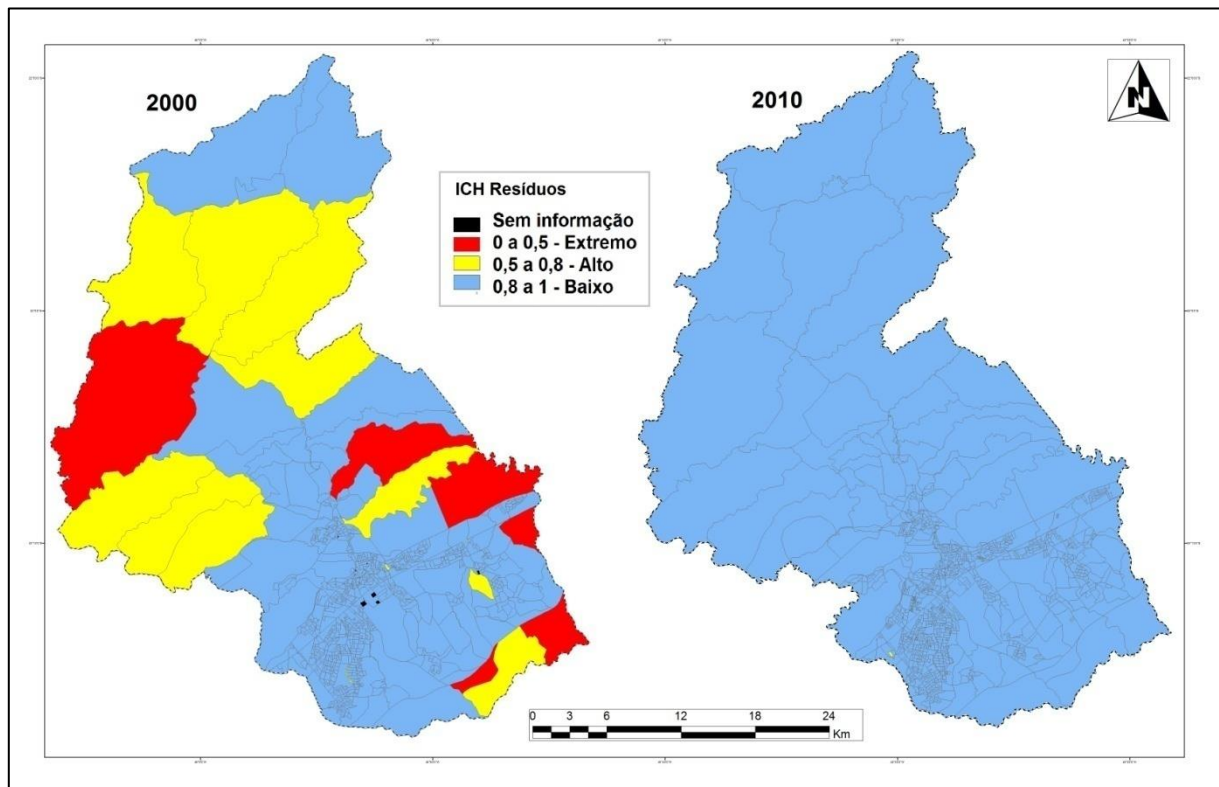 2000
2010
N
ICH Resíduos
Sem informação
0 a 0,5 - Extremo
0,5 a 0,8 - Alto
0,8 a 1 - Baixo
0 3 6 12 18 24
Km